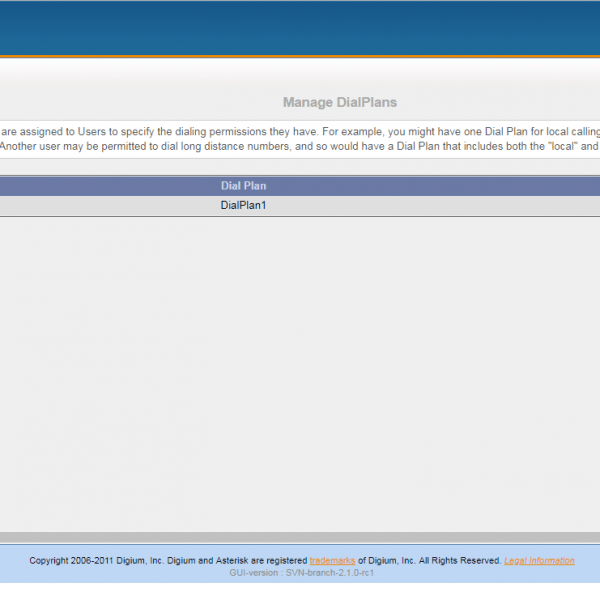 Manage DialPlans
are assigned to Users to specify the dialing permissions they have. For example, you might have one Dial Plan for local calling
Another user may be permitted to dial long distance numbers, and so would have a Dial Plan that includes both the "local" and
Dial Plan
DialPlan1
Copyright 2006-2011 Digium, Inc. Digium and Asterisk are registered trademarks of Digium, Inc. All Rights Reserved. Legal Information
GUI-version : SVN-branch-2.1.0-rc1